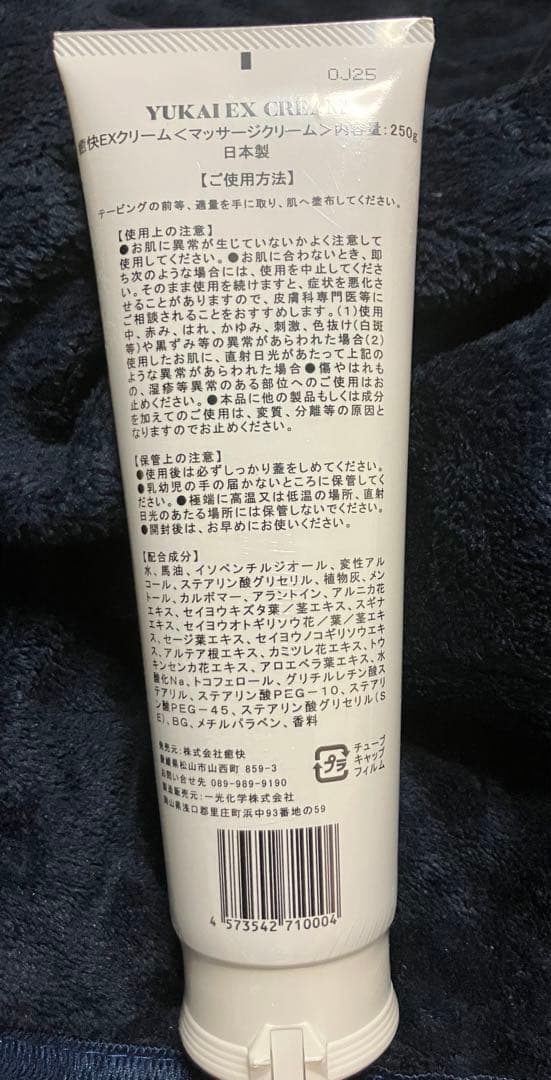 0J25
YUKAI EX CREAM
癒快EXクリーム＜マッサージクリーム＞内容量:250g
日本製
【ご使用方法】
テーピングの前等、適量を手に取り、肌へ塗布してください。
【使用上の注意】
●お肌に異常が生じていないかよく注意して
使用してください。●お肌に合わないとき、即
ち次のような場合には、使用を中止してくださ
い。そのまま使用を続けますと、症状を悪化さ
せることがありますので、皮膚科専門医等に
ご相談されることをおすすめします。(1)使用
中、赤み、はれ、かゆみ、刺激、色抜け(白斑
等)や黒ずみ等の異常があらわれた場合(2)
使用したお肌に、直射日光があたって上記の
ような異常があらわれた場合●傷やはれも
の、湿疹等異常のある部位へのご使用はお
止めください。●本品に他の製品もしくは成分
を加えてのご使用は、変質、分離等の原因と
なりますのでお止めください。
【保管上の注意】
●使用後は必ずしっかり蓋をしめてください。
●乳幼児の手の届かないところに保管してく
ださい。●極端に高温又は低温の場所、直射
日光のあたる場所には保管しないでください。
●開封後は、お早めにお使いください。
【配合成分】
水、馬油、イソペンチルジオール、変性アル
コール、ステアリン酸グリセリル、植物灰、メン
トール、カルボマー、アラントイン、アルニカ花
エキス、セイヨウキズタ葉／茎エキス、スギナ
エキス、セイヨウオトギリソウ花／葉／茎エキ
ス、セージ葉エキス、セイヨウノコギリソウエキ
ス、アルテア根エキス、カミツレ花エキス、トウ
キンセンカ花エキス、アロエベラ葉エキス、水
酸化Na、トコフェロール、グリチルレチン酸ス
テアリル、ステアリン酸PEG－10、ステアリ
ン酸PEG－45、ステアリン酸グリセリル(S
E)、BG、メチルパラベン、香料
発売元：株式会社癒快
愛媛県松山市山西町 859-3
お問い合せ先 089-989-9190
製造販売元：一光化学株式会社
岡山県浅口郡里庄町浜中93番地の59
プラ
チューブ
キャップ
フィルム
4 573542 710004